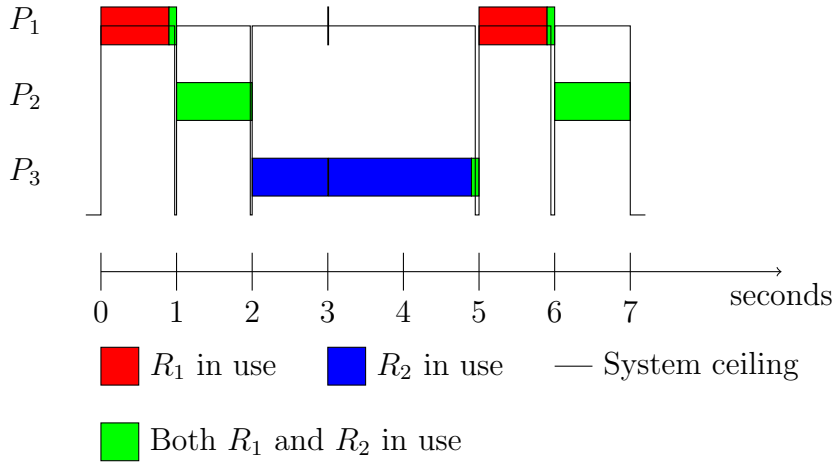 P₁
P₂
P₃
0 1 2 3 4 5 6 7
seconds
R₁ in use R₂ in use System ceiling
Both R₁ and R₂ in use